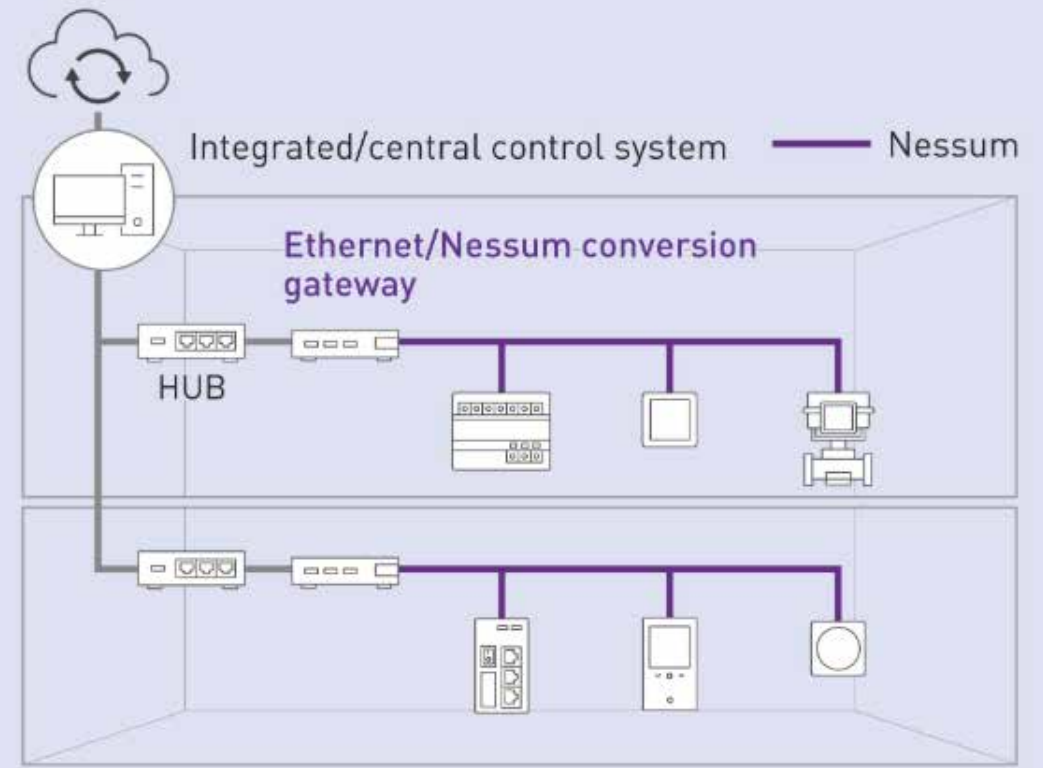 Integrated/central control system
Nessum
Ethernet/Nessum conversion
gateway
HUB